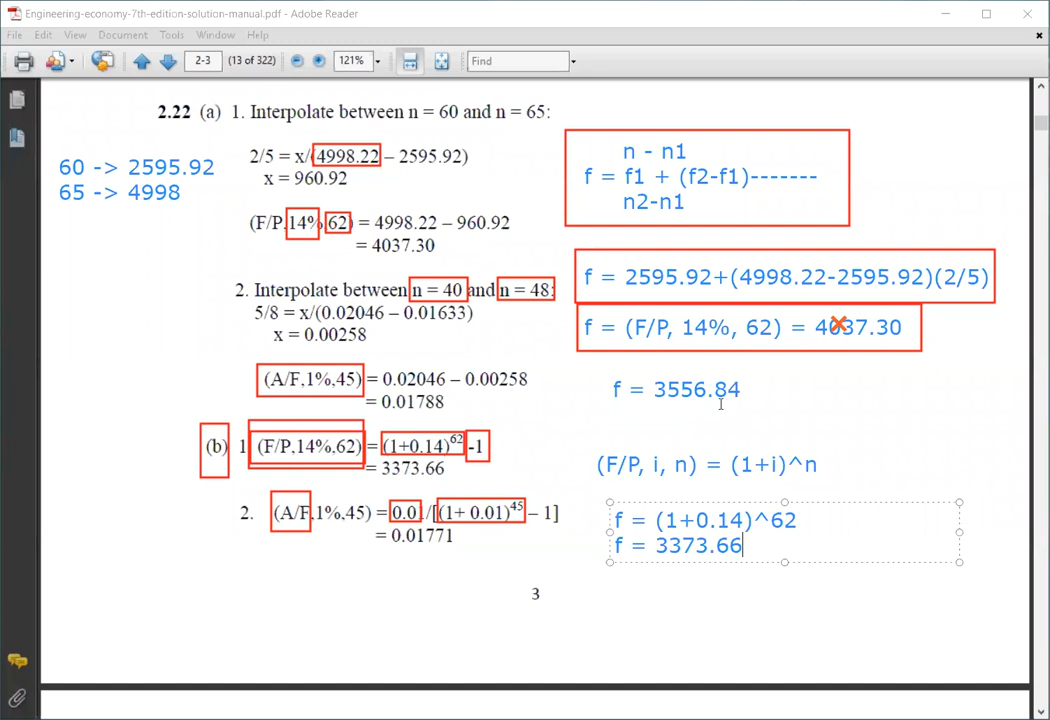 Engineering-economy-7th-edition-solution-manual.pdf - Adobe Reader
File Edit View Document Tools Window Help
2-3 (13 of 322) 121% Find
2.22 (a) 1. Interpolate between n = 60 and n = 65:
2/5 = x/(4998.22 – 2595.92)
x = 960.92
(F/P,14%,62) = 4998.22 – 960.92
= 4037.30
2. Interpolate between n = 40 and n = 48:
5/8 = x/(0.02046 – 0.01633)
x = 0.00258
(A/F,1%,45) = 0.02046 – 0.00258
= 0.01788
(b) 1 (F/P,14%,62) = (1+0.14)^62 -1
= 3373.66
2. (A/F,1%,45) = 0.01/[(1+ 0.01)^45 – 1]
= 0.01771
3
60 -> 2595.92
65 -> 4998
n - n1
f = f1 + (f2-f1)-------
n2-n1
f = 2595.92+(4998.22-2595.92)(2/5)
f = (F/P, 14%, 62) = 4037.30
f = 3556.84
(F/P, i, n) = (1+i)^n
f = (1+0.14)^62
f = 3373.66